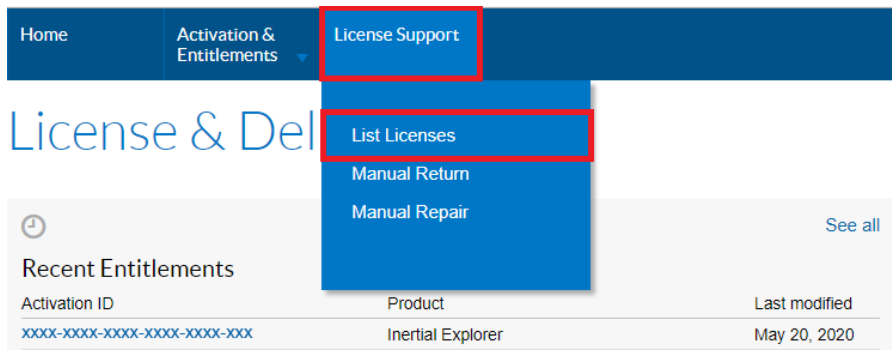 Home
Activation &
Entitlements
License Support
List Licenses
Manual Return
Manual Repair
License & Del
See all
Recent Entitlements
Activation ID Product Last modified
XXXX-XXXX-XXXX-XXXX-XXXX-XXX Inertial Explorer May 20, 2020